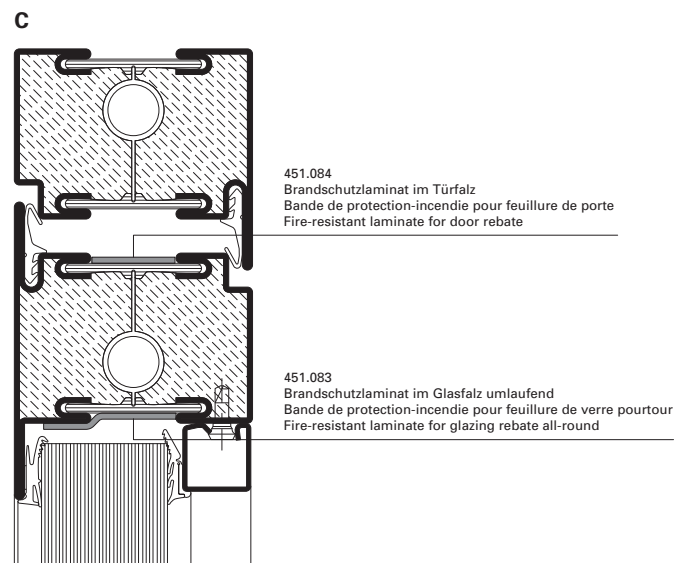 C
451.084
Brandschutzlaminat im Türfalz
Bande de protection-incendie pour feuillure de porte
Fire-resistant laminate for door rebate
451.083
Brandschutzlaminat im Glasfalz umlaufend
Bande de protection-incendie pour feuillure de verre pourtour
Fire-resistant laminate for glazing rebate all-round